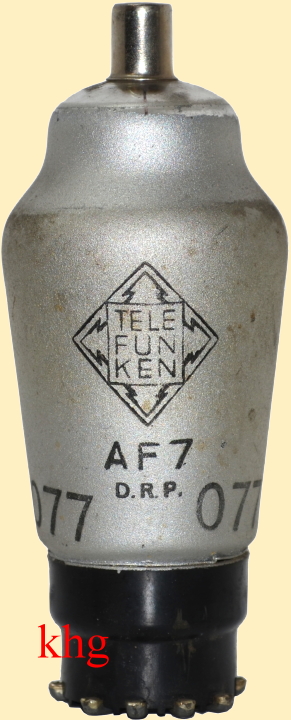 TELE
FUN
KEN
AF7
D.R.P.
077 077
khg